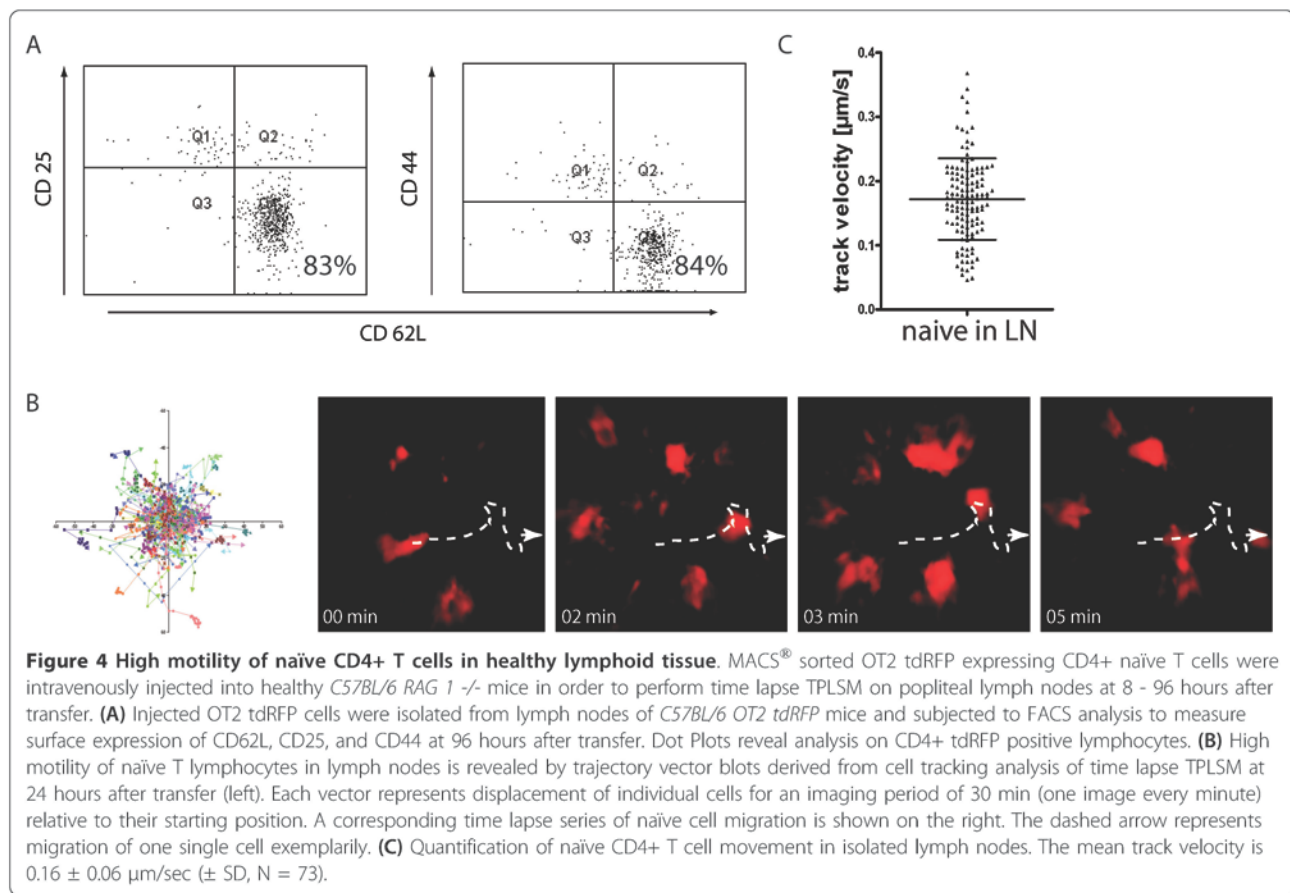 A
CD 25
Q1
Q2
Q3
83%
CD 44
Q1
Q2
Q3
Q4
84%
CD 62L
C
track velocity [µm/s]
0.4
0.3
0.2
0.1
0.0
naive in LN
B
00 min
02 min
03 min
05 min
Figure 4 High motility of naïve CD4+ T cells in healthy lymphoid tissue. MACS® sorted OT2 tdRFP expressing CD4+ naïve T cells were
intravenously injected into healthy C57BL/6 RAG 1 -/- mice in order to perform time lapse TPLSM on popliteal lymph nodes at 8 - 96 hours after
transfer. (A) Injected OT2 tdRFP cells were isolated from lymph nodes of C57BL/6 OT2 tdRFP mice and subjected to FACS analysis to measure
surface expression of CD62L, CD25, and CD44 at 96 hours after transfer. Dot Plots reveal analysis on CD4+ tdRFP positive lymphocytes. (B) High
motility of naïve T lymphocytes in lymph nodes is revealed by trajectory vector blots derived from cell tracking analysis of time lapse TPLSM at
24 hours after transfer (left). Each vector represents displacement of individual cells for an imaging period of 30 min (one image every minute)
relative to their starting position. A corresponding time lapse series of naïve cell migration is shown on the right. The dashed arrow represents
migration of one single cell exemplarily. (C) Quantification of naïve CD4+ T cell movement in isolated lymph nodes. The mean track velocity is
0.16 ± 0.06 µm/sec (± SD, N = 73).